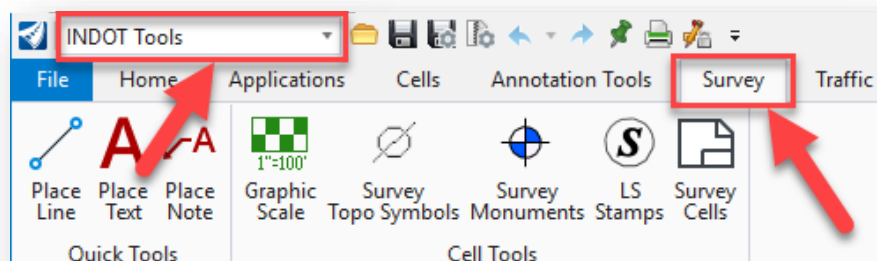 INDOT Tools
File Home Applications Cells Annotation Tools Survey Traffic
A A
1"=100' S
Place Place Place Graphic Survey Survey LS Survey
Line Text Note Scale Topo Symbols Monuments Stamps Cells
Quick Tools Cell Tools